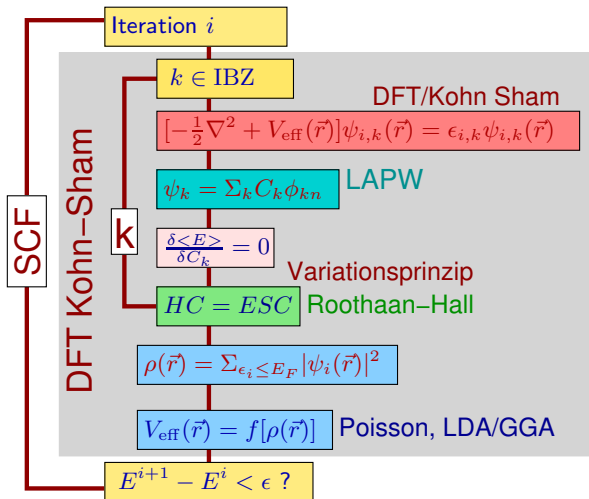 Iteration i
k ∈ IBZ
DFT/Kohn Sham
[−½∇² + V_eff(r⃗)]ψ_{i,k}(r⃗) = ϵ_{i,k}ψ_{i,k}(r⃗)
ψ_k = Σ_k C_k ϕ_{kn}
LAPW
δ<E>/δC_k = 0
Variationsprinzip
HC = ESC
Roothaan−Hall
ρ(r⃗) = Σ_{ϵ_i≤E_F} |ψ_i(r⃗)|²
V_eff(r⃗) = f[ρ(r⃗)]
Poisson, LDA/GGA
E^{i+1} − E^i < ϵ ?
SCF
DFT Kohn−Sham
k